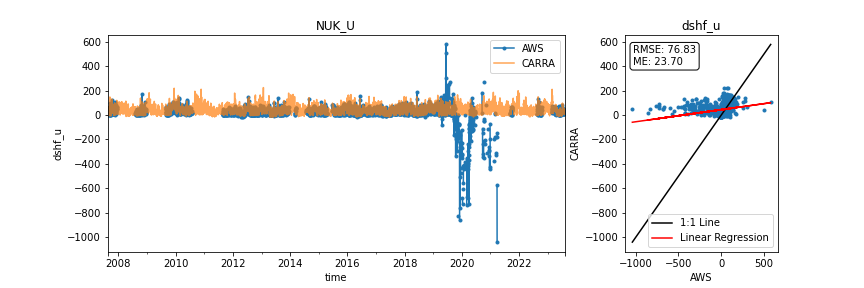 NUK_U
dshf_u
600
400
200
0
−200
−400
−600
−800
−1000
dshf_u
AWS
CARRA
2008
2010
2012
2014
2016
2018
2020
2022
time
dshf_u
600
400
200
0
−200
−400
−600
−800
−1000
CARRA
RMSE: 76.83
ME: 23.70
1:1 Line
Linear Regression
−1000
−500
0
500
AWS